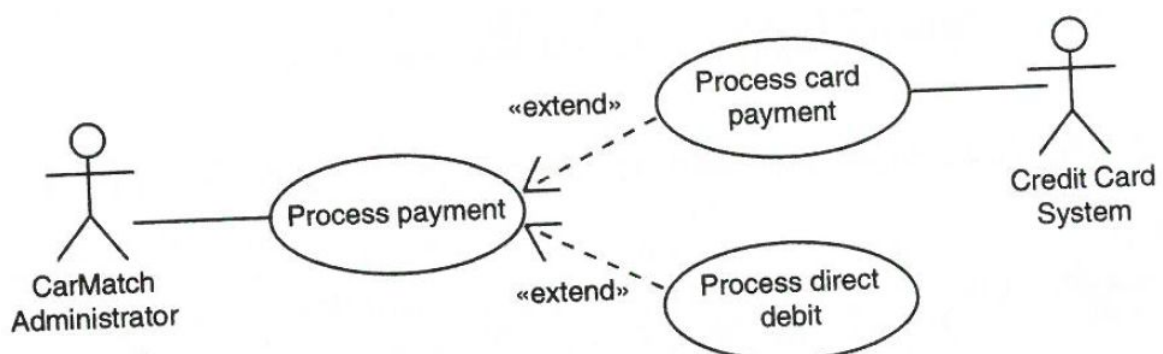 Process card
payment
«extend»
Credit Card
System
Process payment
CarMatch
Administrator
«extend»
Process direct
debit